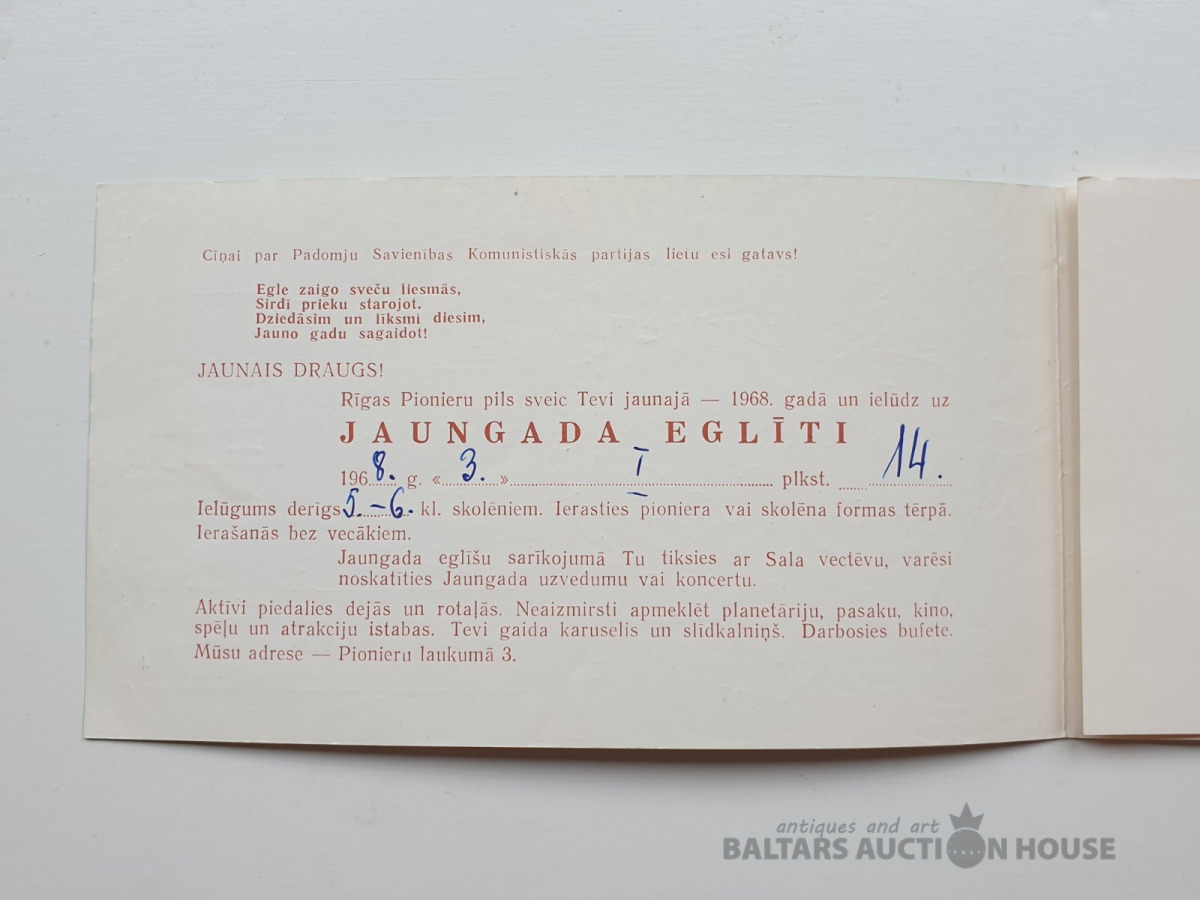 Cīņai par Padomju Savienības Komunistiskās partijas lietu esi gatavs!
Egle zaigo sveču liesmās,
Sirdī prieku starojot.
Dziedāsim un līksmi diesim,
Jauno gadu sagaidot!
JAUNAIS DRAUGS!
Rīgas Pionieru pils sveic Tevi jaunajā — 1968. gadā un ielūdz uz
JAUNGADA EGLĪTI
1968. g. «3.» I plkst. 14.
Ielūgums derīgs 5.-6. kl. skolēniem. Ierasties pioniera vai skolēna formas tērpā.
Ierašanās bez vecākiem.
Jaungada eglīšu sarīkojumā Tu tiksies ar Sala vectēvu, varēsi
noskatīties Jaungada uzvedumu vai koncertu.
Aktīvi piedalies dejās un rotaļās. Neaizmirsti apmeklēt planetāriju, pasaku, kino,
spēļu un atrakciju istabas. Tevi gaida karuselis un slīdkalniņš. Darbosies bufete.
Mūsu adrese — Pionieru laukumā 3.
antiques and art
BALTARS AUCTION HOUSE